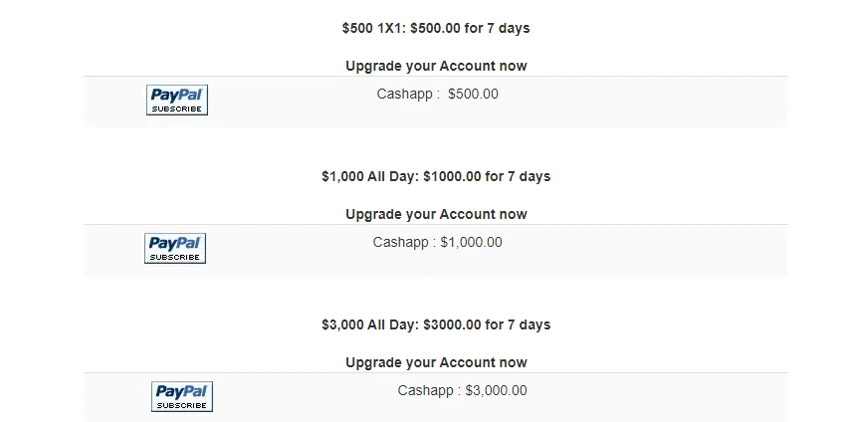 $500 1X1: $500.00 for 7 days
Upgrade your Account now
PayPal Cashapp : $500.00
SUBSCRIBE
$1,000 All Day: $1000.00 for 7 days
Upgrade your Account now
PayPal Cashapp : $1,000.00
SUBSCRIBE
$3,000 All Day: $3000.00 for 7 days
Upgrade your Account now
PayPal Cashapp : $3,000.00
SUBSCRIBE